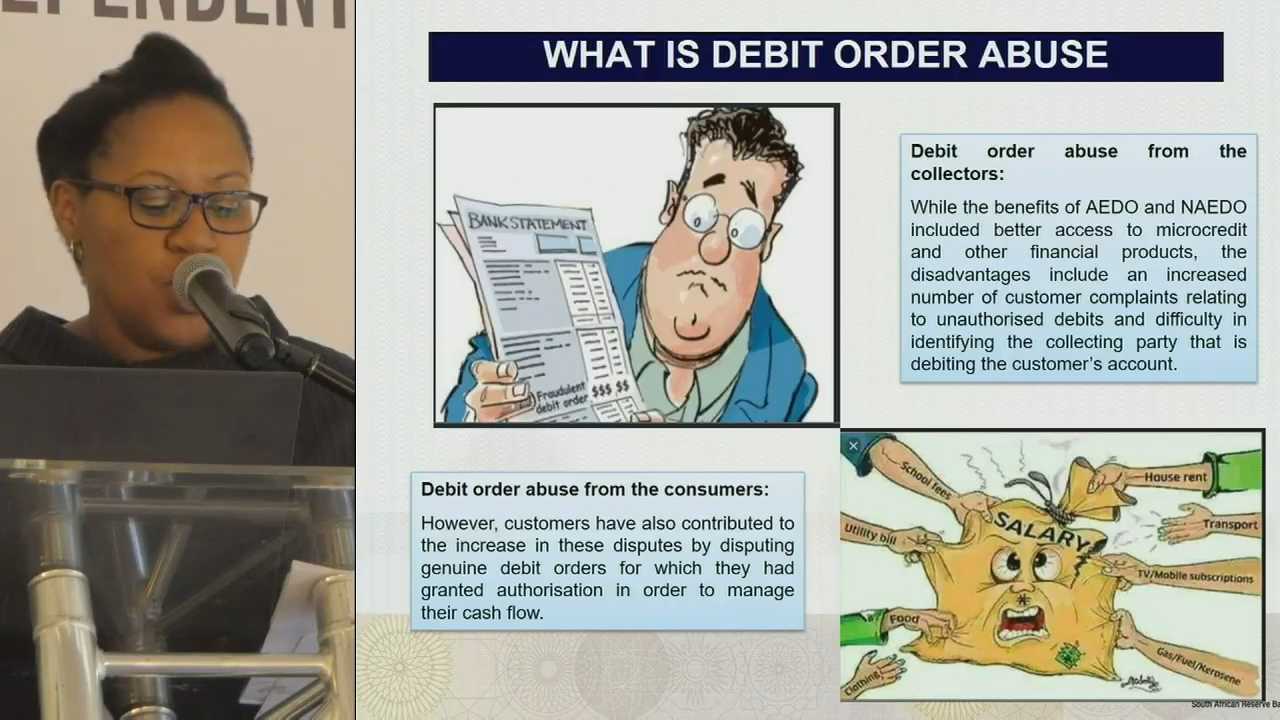 WHAT IS DEBIT ORDER ABUSE
BANK STATEMENT
Fraudulent
debit order
$$$ $$
Debit order abuse from the
collectors:
While the benefits of AEDO and NAEDO
included better access to microcredit
and other financial products, the
disadvantages include an increased
number of customer complaints relating
to unauthorised debits and difficulty in
identifying the collecting party that is
debiting the customer's account.
Debit order abuse from the consumers:
However, customers have also contributed to
the increase in these disputes by disputing
genuine debit orders for which they had
granted authorisation in order to manage
their cash flow.
School fees
House rent
SALARY
Utility bill
Transport
TV/Mobile subscriptions
Food
Gas/Fuel/Kerosene
Clothing
South African Reserve Ba